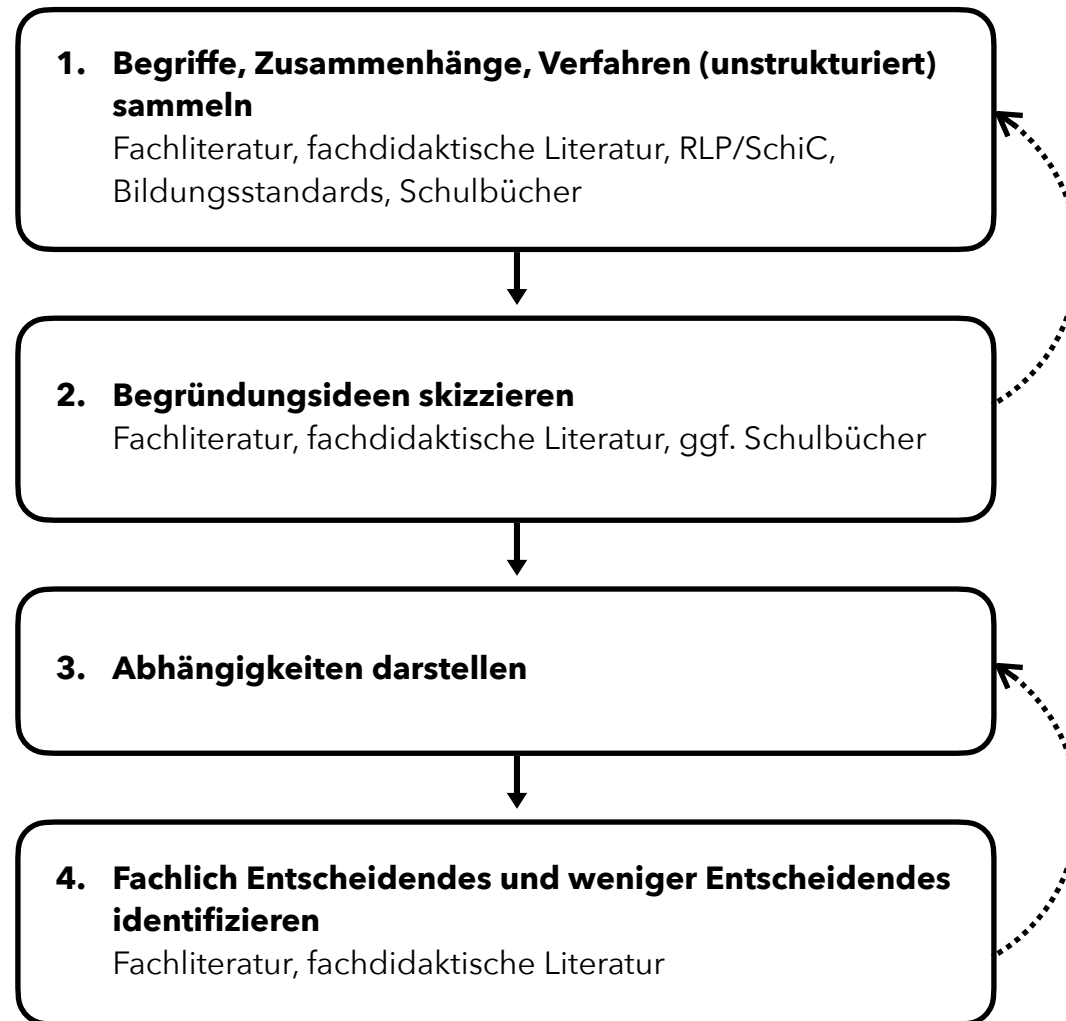 1. Begriffe, Zusammenhänge, Verfahren (unstrukturiert)
sammeln
Fachliteratur, fachdidaktische Literatur, RLP/SchiC,
Bildungsstandards, Schulbücher
2. Begründungsideen skizzieren
Fachliteratur, fachdidaktische Literatur, ggf. Schulbücher
3. Abhängigkeiten darstellen
4. Fachlich Entscheidendes und weniger Entscheidendes
identifizieren
Fachliteratur, fachdidaktische Literatur